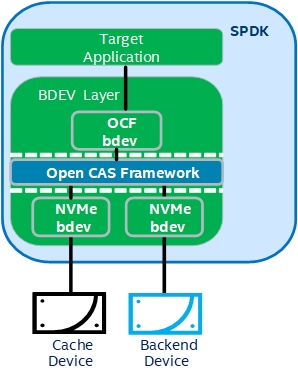 SPDK
Target
Application
BDEV Layer
OCF
bdev
Open CAS Framework
NVMe
bdev
NVMe
bdev
Cache
Device
Backend
Device